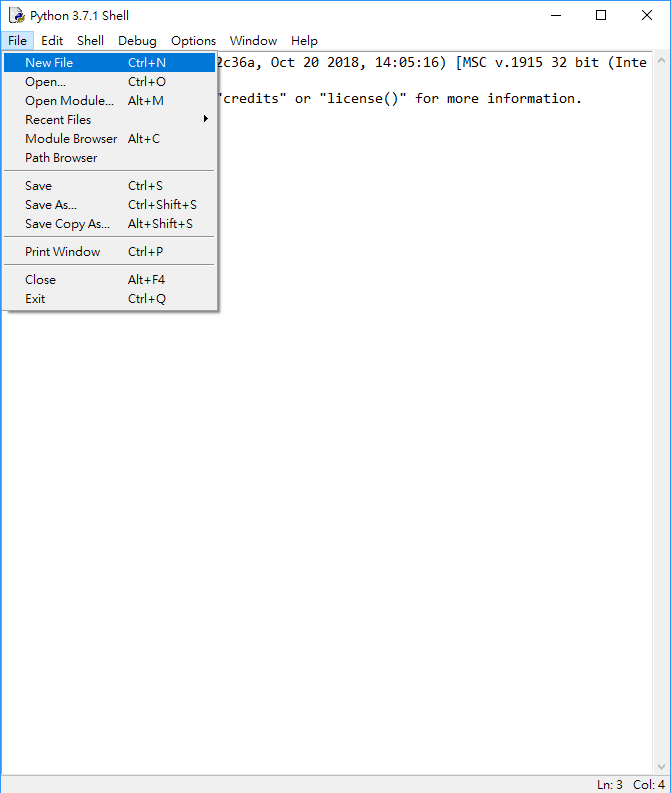 Python 3.7.1 Shell
File Edit Shell Debug Options Window Help
2c36a, Oct 20 2018, 14:05:16) [MSC v.1915 32 bit (Inte
"credits" or "license()" for more information.
New File Ctrl+N
Open... Ctrl+O
Open Module... Alt+M
Recent Files
Module Browser Alt+C
Path Browser
Save Ctrl+S
Save As... Ctrl+Shift+S
Save Copy As... Alt+Shift+S
Print Window Ctrl+P
Close Alt+F4
Exit Ctrl+Q
Ln: 3 Col: 4